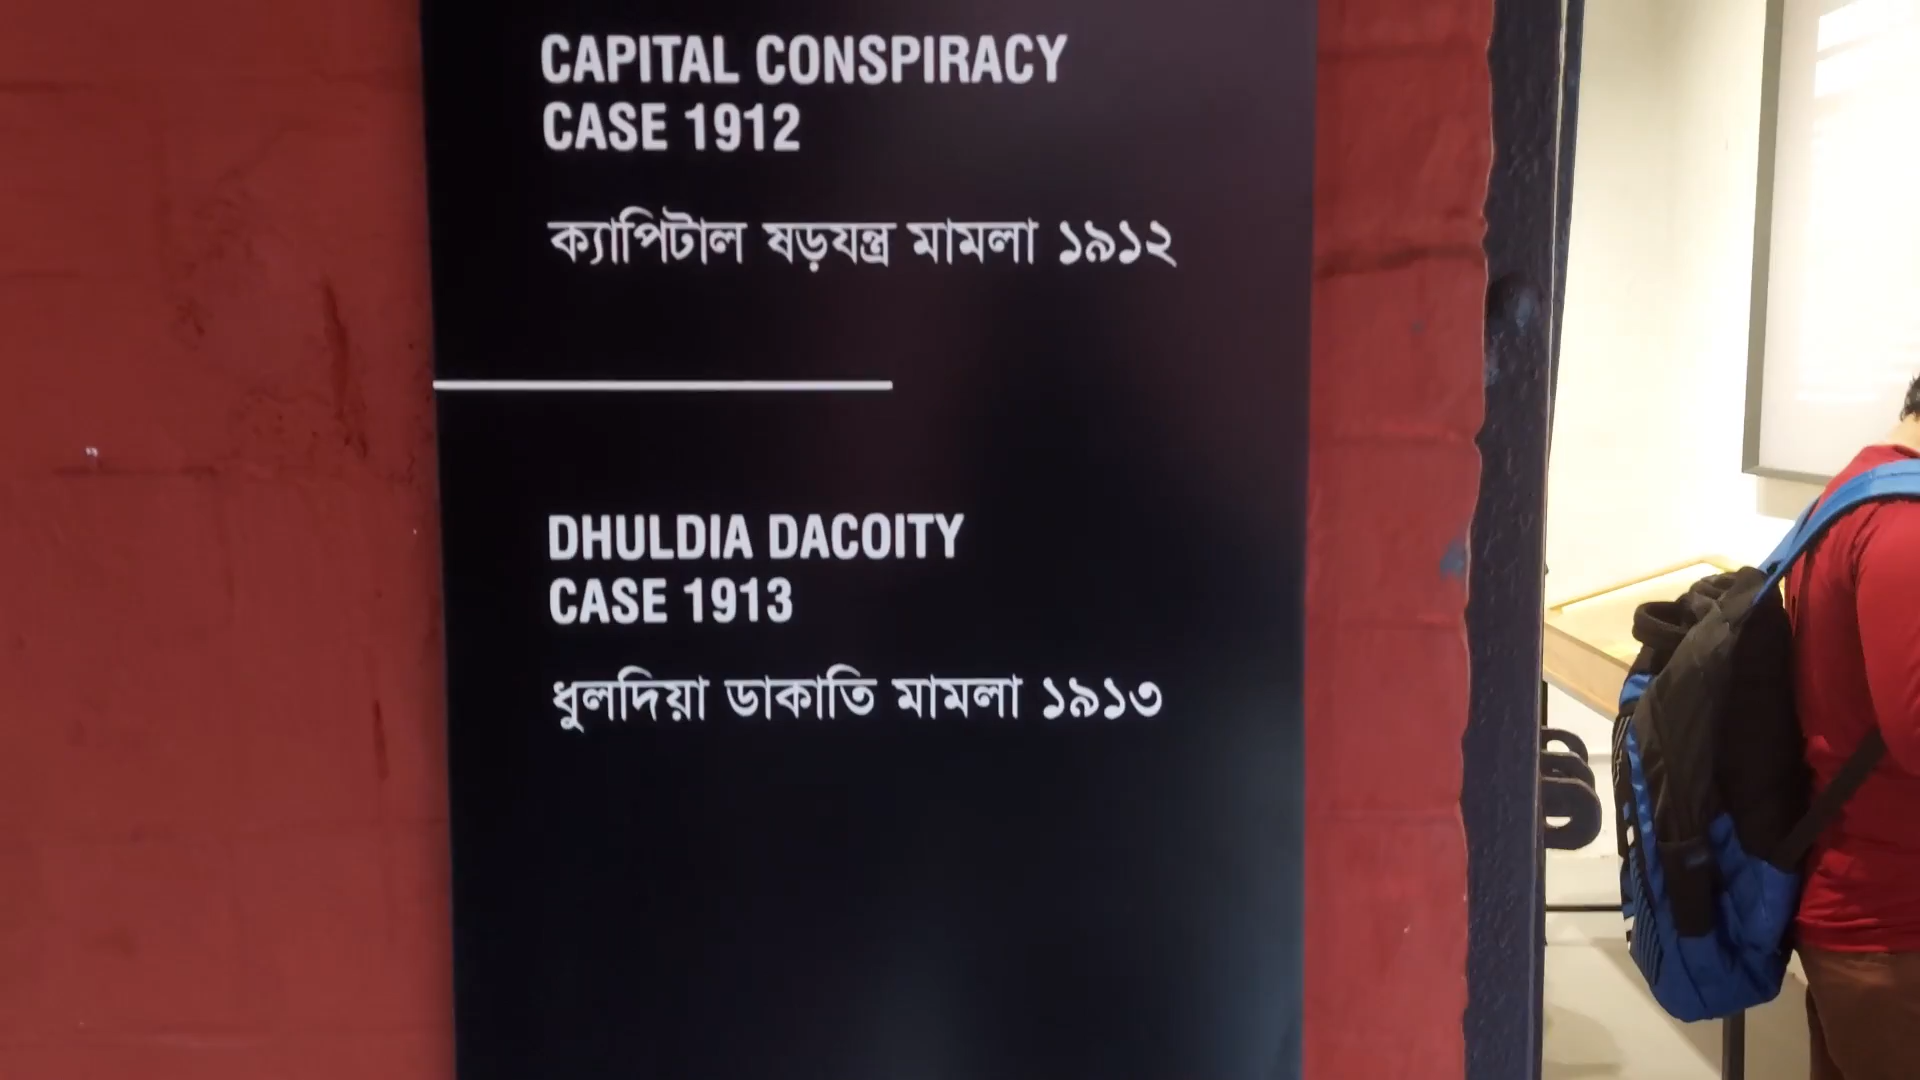 CAPITAL CONSPIRACY
CASE 1912
ক্যাপিটাল ষড়যন্ত্র মামলা ১৯১২
DHULDIA DACOITY
CASE 1913
ধুলদিয়া ডাকাতি মামলা ১৯১৩